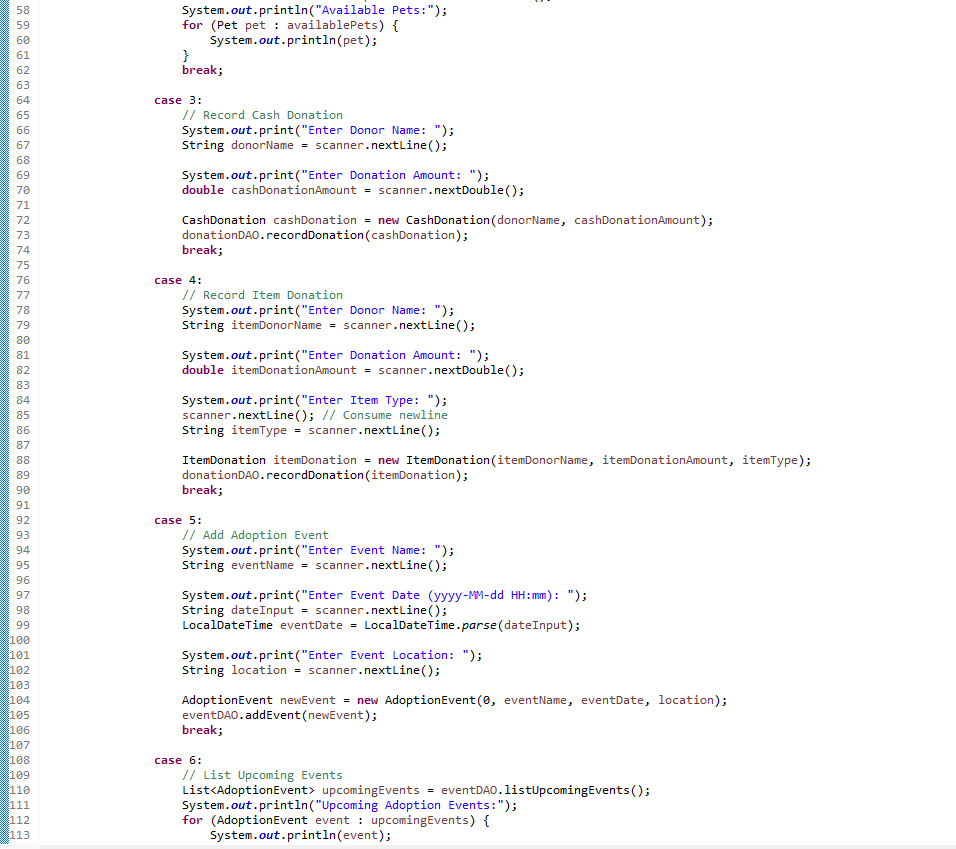 58 System.out.println("Available Pets:");
59 for (Pet pet : availablePets) {
60 System.out.println(pet);
61 }
62 break;
63
64 case 3:
65 // Record Cash Donation
66 System.out.print("Enter Donor Name: ");
67 String donorName = scanner.nextLine();
68
69 System.out.print("Enter Donation Amount: ");
70 double cashDonationAmount = scanner.nextDouble();
71
72 CashDonation cashDonation = new CashDonation(donorName, cashDonationAmount);
73 donationDAO.recordDonation(cashDonation);
74 break;
75
76 case 4:
77 // Record Item Donation
78 System.out.print("Enter Donor Name: ");
79 String itemDonorName = scanner.nextLine();
80
81 System.out.print("Enter Donation Amount: ");
82 double itemDonationAmount = scanner.nextDouble();
83
84 System.out.print("Enter Item Type: ");
85 scanner.nextLine(); // Consume newline
86 String itemType = scanner.nextLine();
87
88 ItemDonation itemDonation = new ItemDonation(itemDonorName, itemDonationAmount, itemType);
89 donationDAO.recordDonation(itemDonation);
90 break;
91
92 case 5:
93 // Add Adoption Event
94 System.out.print("Enter Event Name: ");
95 String eventName = scanner.nextLine();
96
97 System.out.print("Enter Event Date (yyyy-MM-dd HH:mm): ");
98 String dateInput = scanner.nextLine();
99 LocalDateTime eventDate = LocalDateTime.parse(dateInput);
100
101 System.out.print("Enter Event Location: ");
102 String location = scanner.nextLine();
103
104 AdoptionEvent newEvent = new AdoptionEvent(0, eventName, eventDate, location);
105 eventDAO.addEvent(newEvent);
106 break;
107
108 case 6:
109 // List Upcoming Events
110 List<AdoptionEvent> upcomingEvents = eventDAO.listUpcomingEvents();
111 System.out.println("Upcoming Adoption Events:");
112 for (AdoptionEvent event : upcomingEvents) {
113 System.out.println(event);